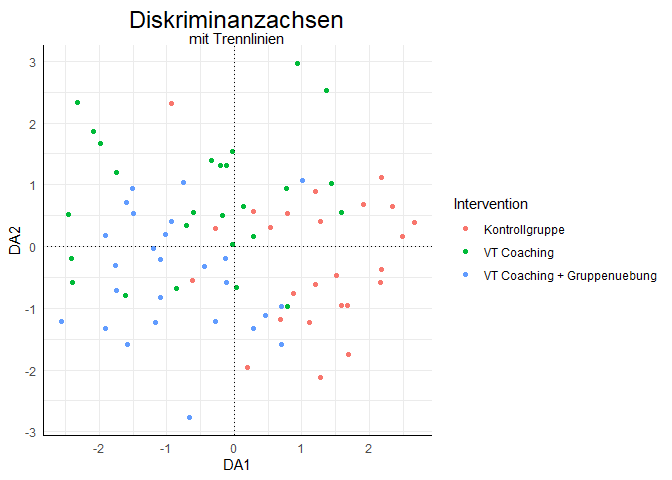 Diskriminanzachsen
mit Trennlinien
3
2
1
0
-1
-2
-3
DA2
-2
-1
0
1
2
DA1
Intervention
Kontrollgruppe
VT Coaching
VT Coaching + Gruppenuebung